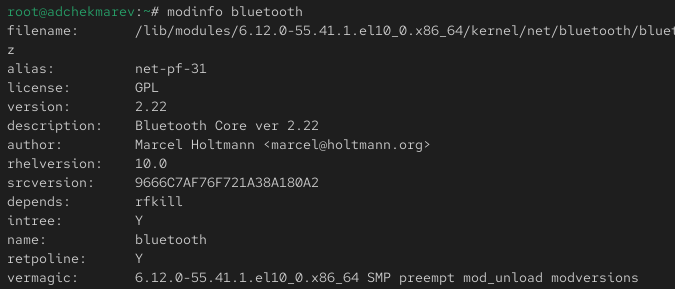 root@adchekmarev:~# modinfo bluetooth
filename:       /lib/modules/6.12.0-55.41.1.el10_0.x86_64/kernel/net/bluetooth/bluet
z
alias:          net-pf-31
license:        GPL
version:        2.22
description:    Bluetooth Core ver 2.22
author:         Marcel Holtmann <marcel@holtmann.org>
rhelversion:    10.0
srcversion:     9666C7AF76F721A38A180A2
depends:        rfkill
intree:         Y
name:           bluetooth
retpoline:      Y
vermagic:       6.12.0-55.41.1.el10_0.x86_64 SMP preempt mod_unload modversions